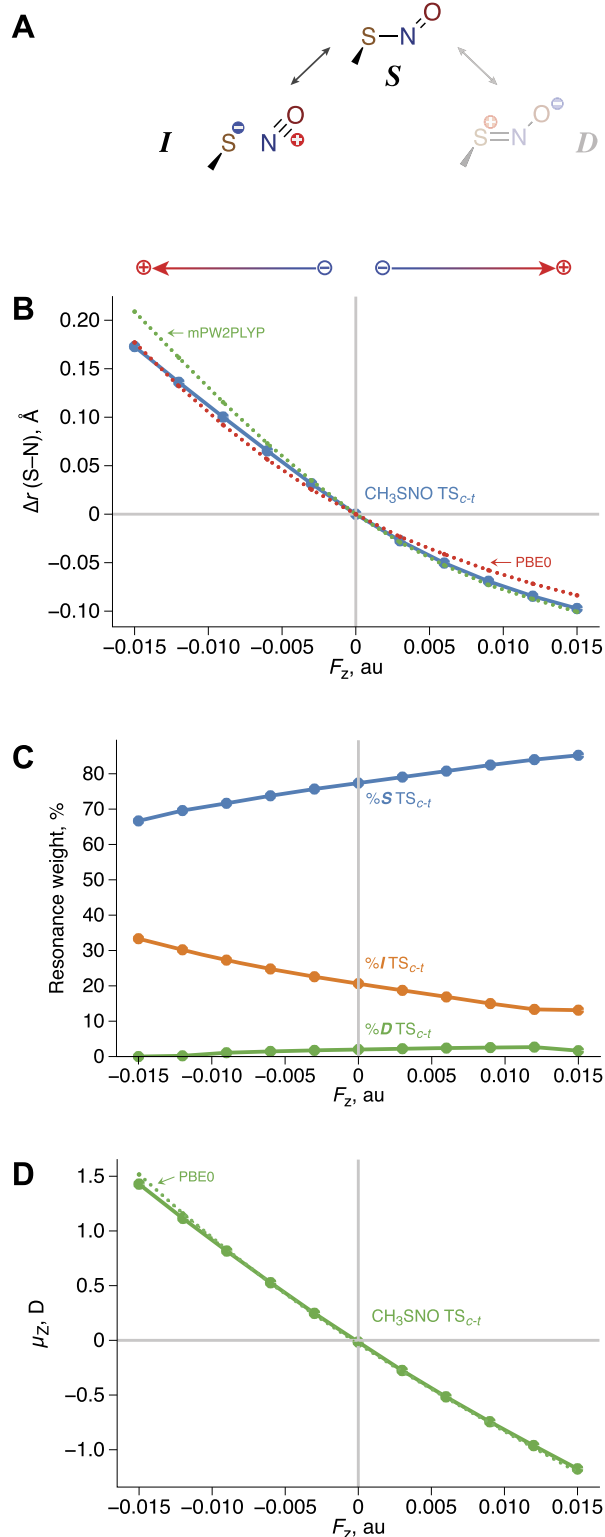 A
O
S
N
S
I
S
N
O
S
N
O
D
B
0.20
mPW2PLYP
0.15
0.10
Δr (S–N), Å
0.05
CH₃SNO TSc-t
0
PBE0
−0.05
−0.10
−0.015 −0.010 −0.005 0 0.005 0.010 0.015
Fz, au
C
80
%S TSc-t
70
60
Resonance weight, %
50
40
30
%I TSc-t
20
10
%D TSc-t
0
−0.015 −0.010 −0.005 0 0.005 0.010 0.015
Fz, au
D
1.5
PBE0
1.0
0.5
CH₃SNO TSc-t
μZ, D
0
−0.5
−1.0
−0.015 −0.010 −0.005 0 0.005 0.010 0.015
Fz, au